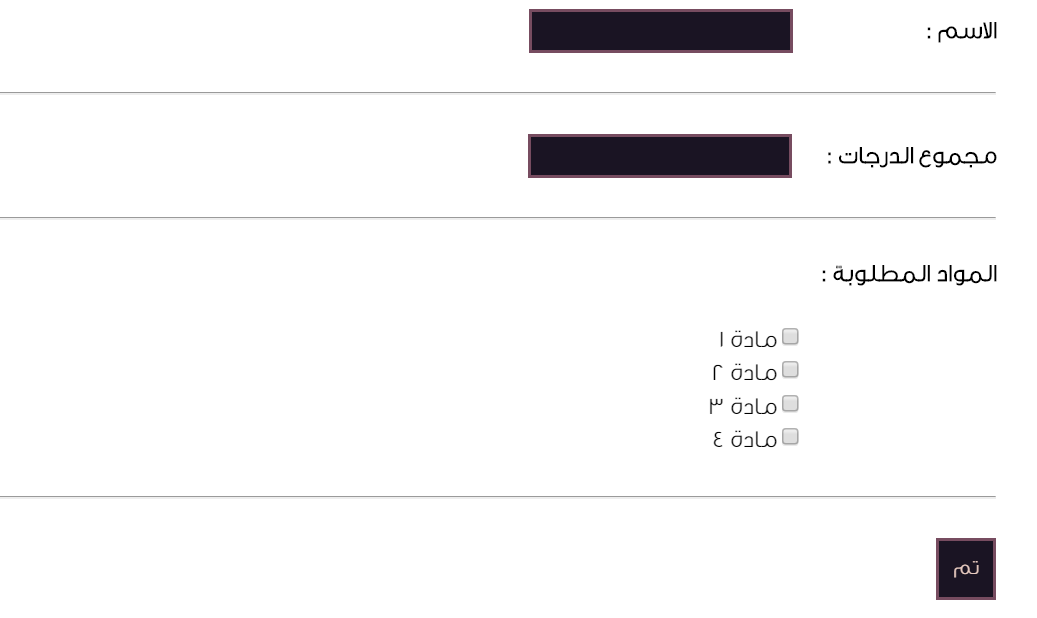 الاسم :
مجموع الدرجات :
المواد المطلوبة :
مادة ١
مادة ٢
مادة ٣
مادة ٤
تم